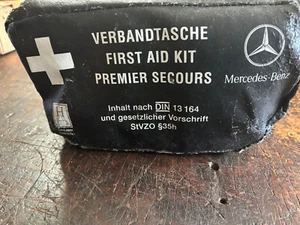 VERBANDTASCHE
FIRST AID KIT
PREMIER SECOURS
Mercedes-Benz
Inhalt nach DIN 13 164
und gesetzlicher Vorschrift
StVZO §35h